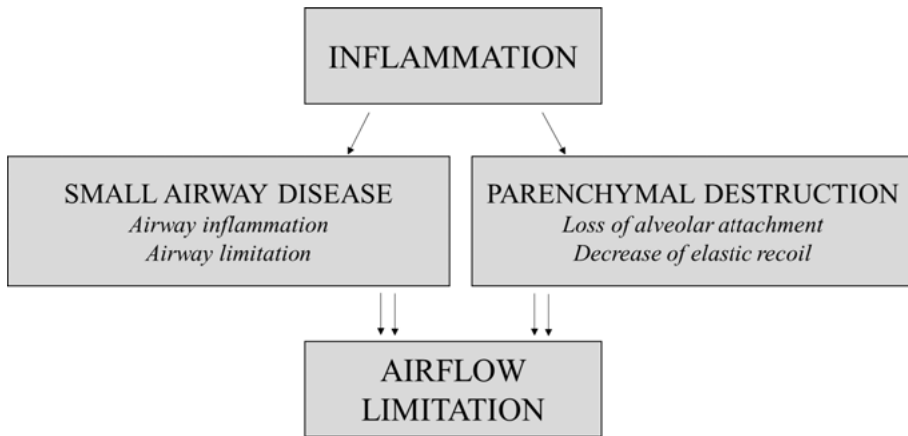 INFLAMMATION
SMALL AIRWAY DISEASE
Airway inflammation
Airway limitation
PARENCHYMAL DESTRUCTION
Loss of alveolar attachment
Decrease of elastic recoil
AIRFLOW
LIMITATION